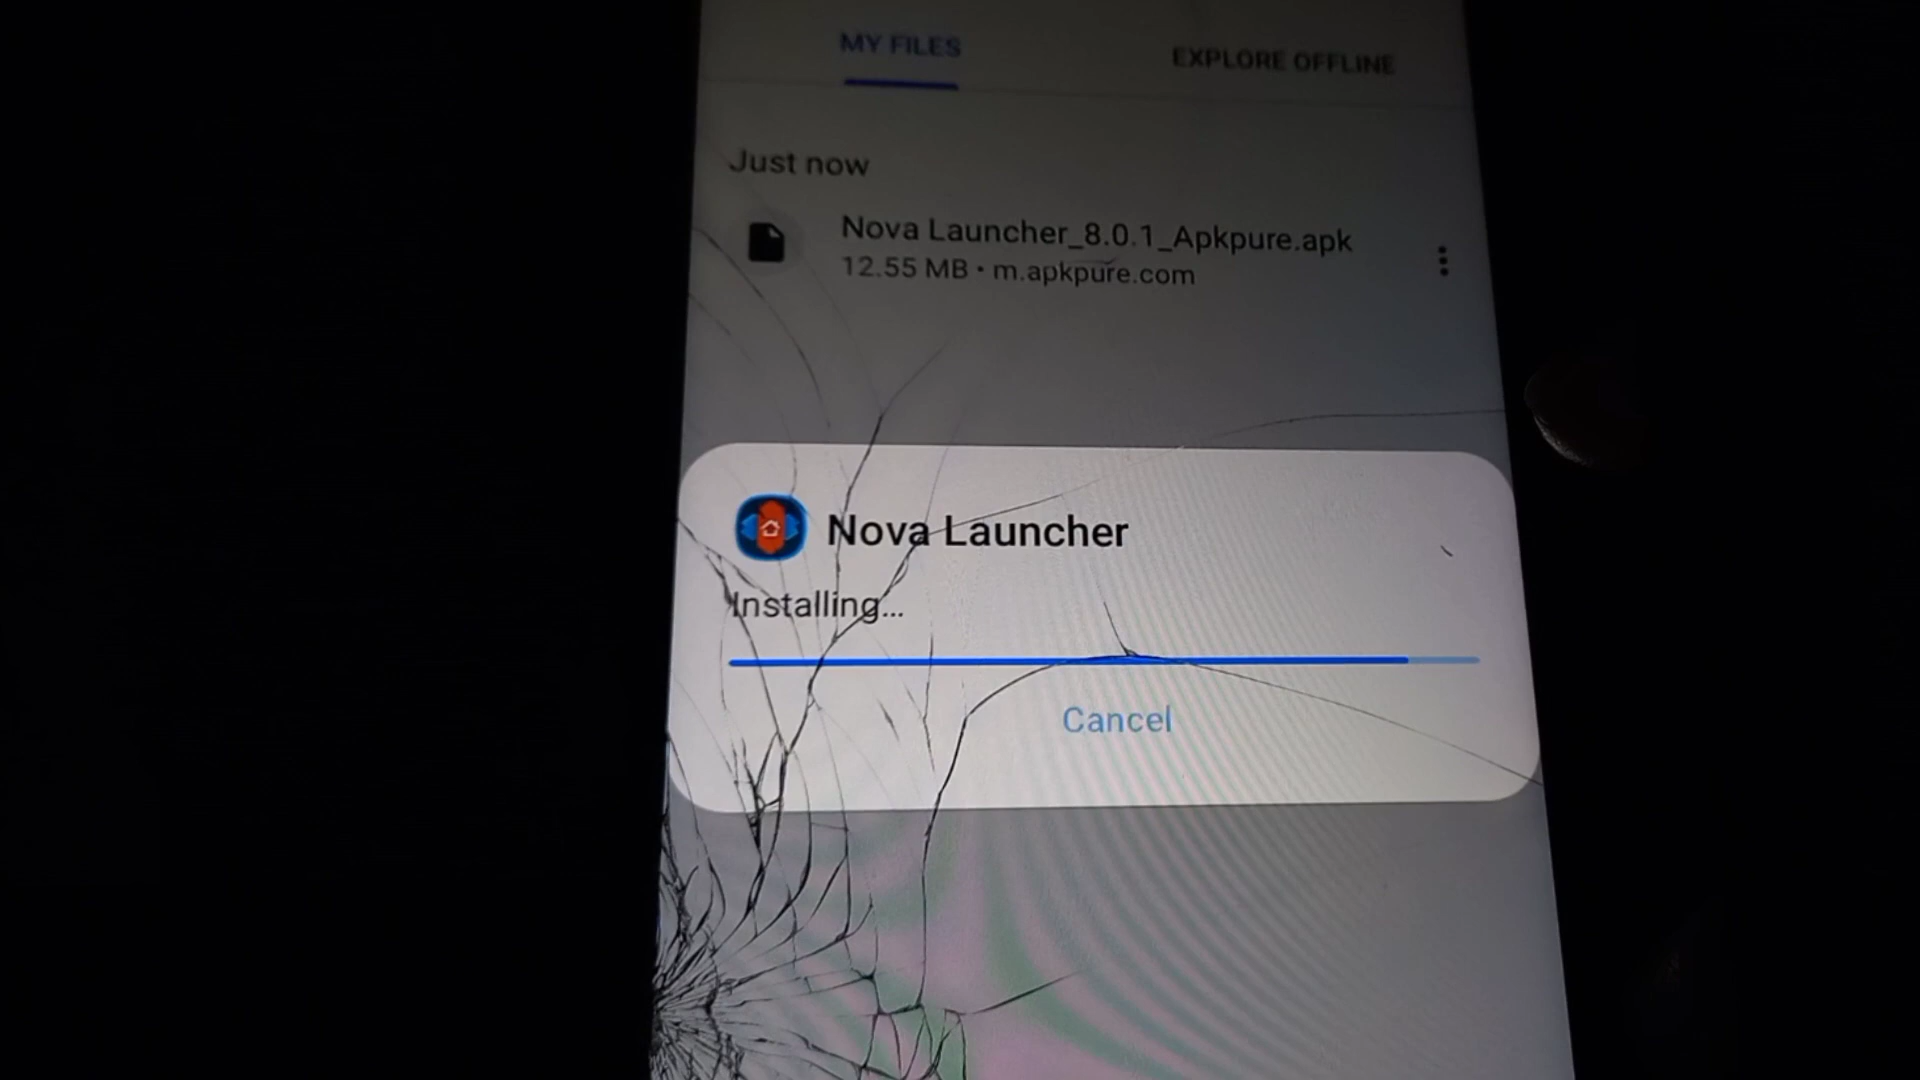 MY FILES
EXPLORE OFFLINE
Just now
Nova Launcher_8.0.1_Apkpure.apk
12.55 MB • m.apkpure.com
Nova Launcher
Installing...
Cancel